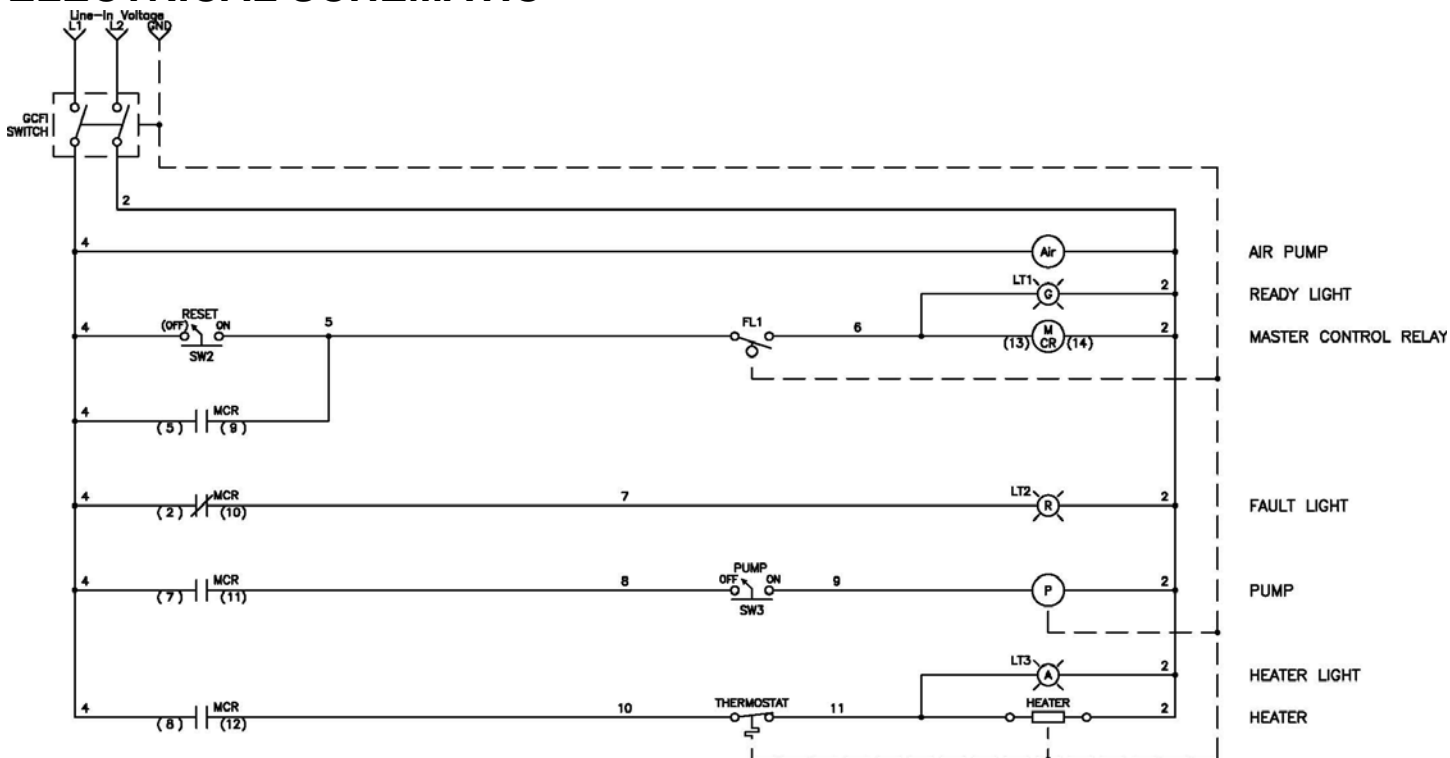 ELECTRICAL SCHEMATIC
Line-In Voltage
L1 L2 GND
GCFI
SWITCH
2
4 Air AIR PUMP
LT1 G 2 READY LIGHT
4 RESET (OFF) ON SW2 5 FL1 6 (13) M CR (14) 2 MASTER CONTROL RELAY
4 (5) MCR (9)
4 (2) MCR (10) 7 LT2 R 2 FAULT LIGHT
4 (7) MCR (11) 8 PUMP OFF ON SW3 9 P 2 PUMP
LT3 A 2 HEATER LIGHT
4 (8) MCR (12) 10 THERMOSTAT 11 HEATER 2 HEATER